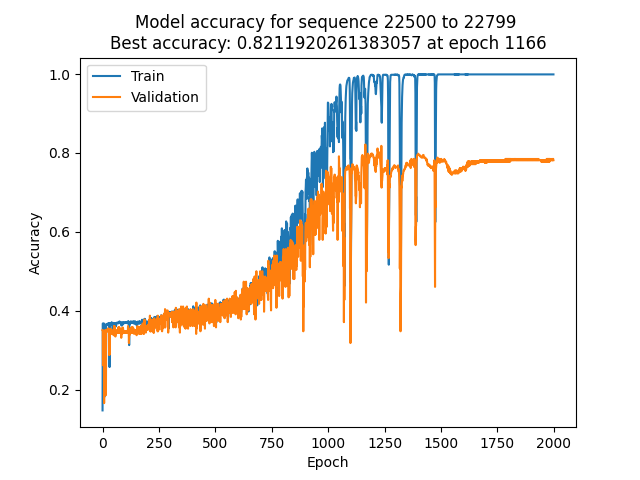 Model accuracy for sequence 22500 to 22799
Best accuracy: 0.8211920261383057 at epoch 1166
Train
Validation
1.0
0.8
0.6
0.4
0.2
Accuracy
0 250 500 750 1000 1250 1500 1750 2000
Epoch